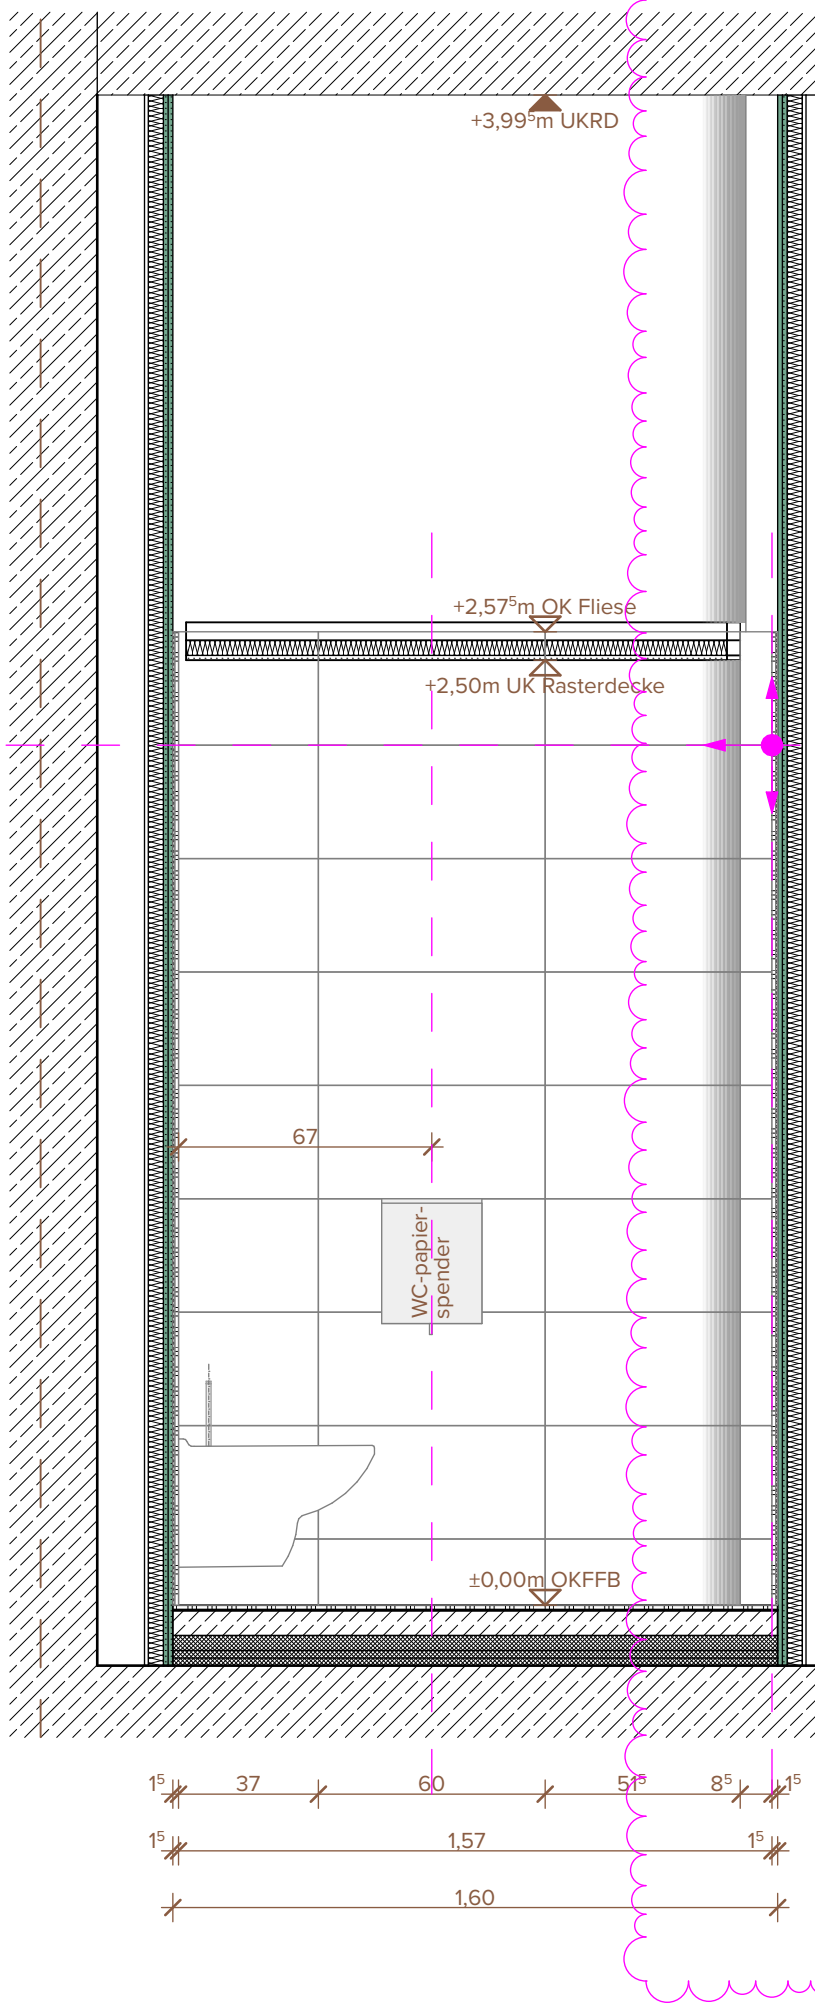 +3,99⁵m UKRD
+2,57⁵m OK Fliese
+2,50m UK Rasterdecke
67
WC-papier-
spender
±0,00m OKFFB
1⁵ 37 60 51⁵ 8⁵ 1⁵
1⁵ 1,57 1⁵
1,60